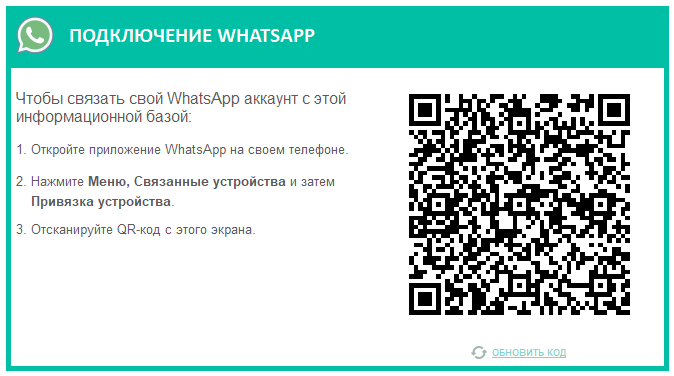 ПОДКЛЮЧЕНИЕ WHATSAPP
Чтобы связать свой WhatsApp аккаунт с этой
информационной базой:
1. Откройте приложение WhatsApp на своем телефоне.
2. Нажмите Меню, Связанные устройства и затем
Привязка устройства.
3. Отсканируйте QR-код с этого экрана.
ОБНОВИТЬ КОД